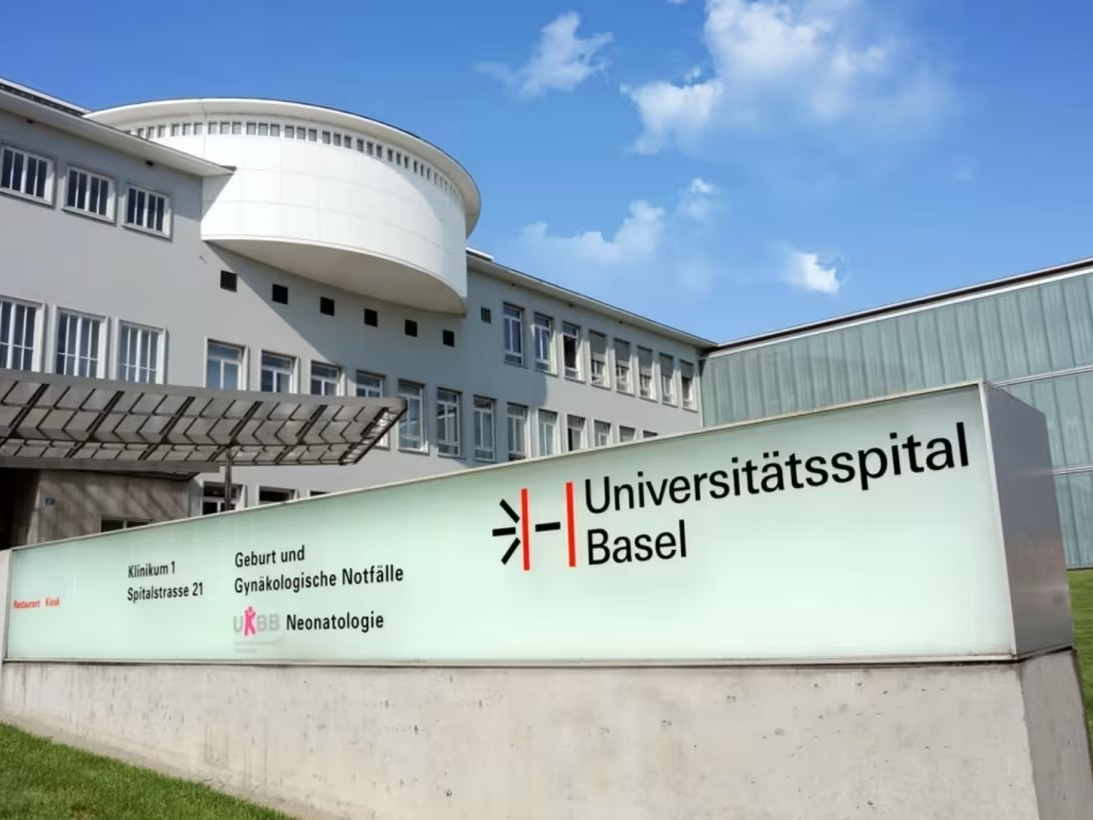 Universitätsspital
Basel
Klinikum 1
Spitalstrasse 21
Geburt und
Gynäkologische Notfälle
UKBB Neonatologie
Restaurant Kiosk